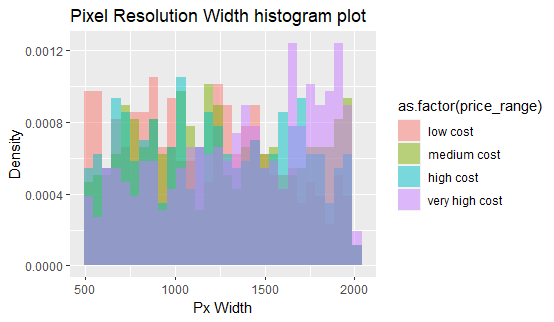 Pixel Resolution Width histogram plot
0.0012
0.0008
0.0004
0.0000
Density
500
1000
1500
2000
Px Width
as.factor(price_range)
low cost
medium cost
high cost
very high cost